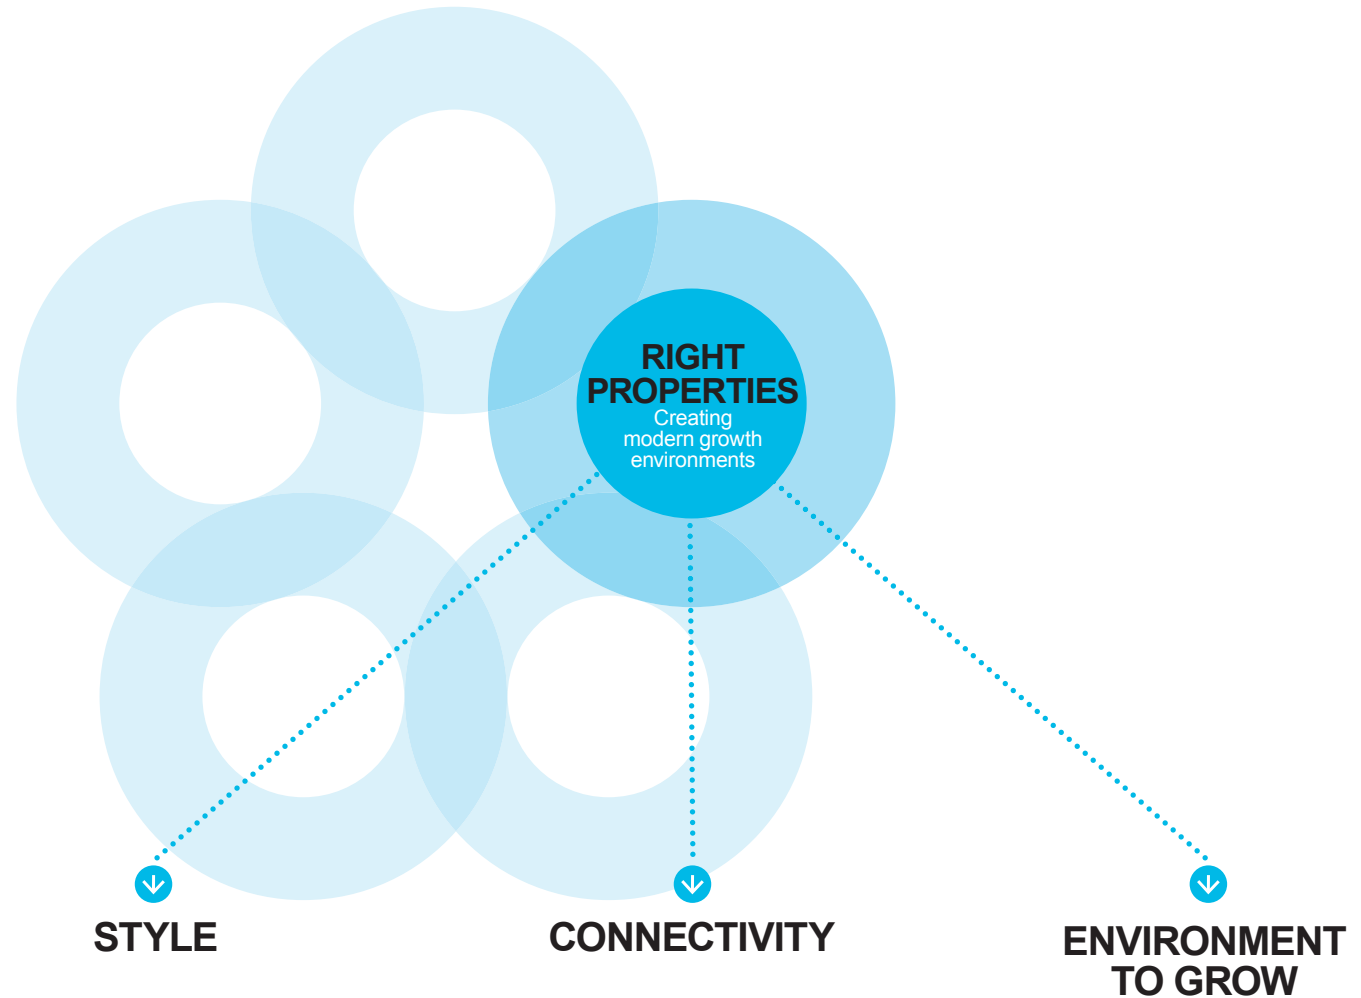 RIGHT
PROPERTIES
Creating
modern growth
environments
STYLE
CONNECTIVITY
ENVIRONMENT
TO GROW